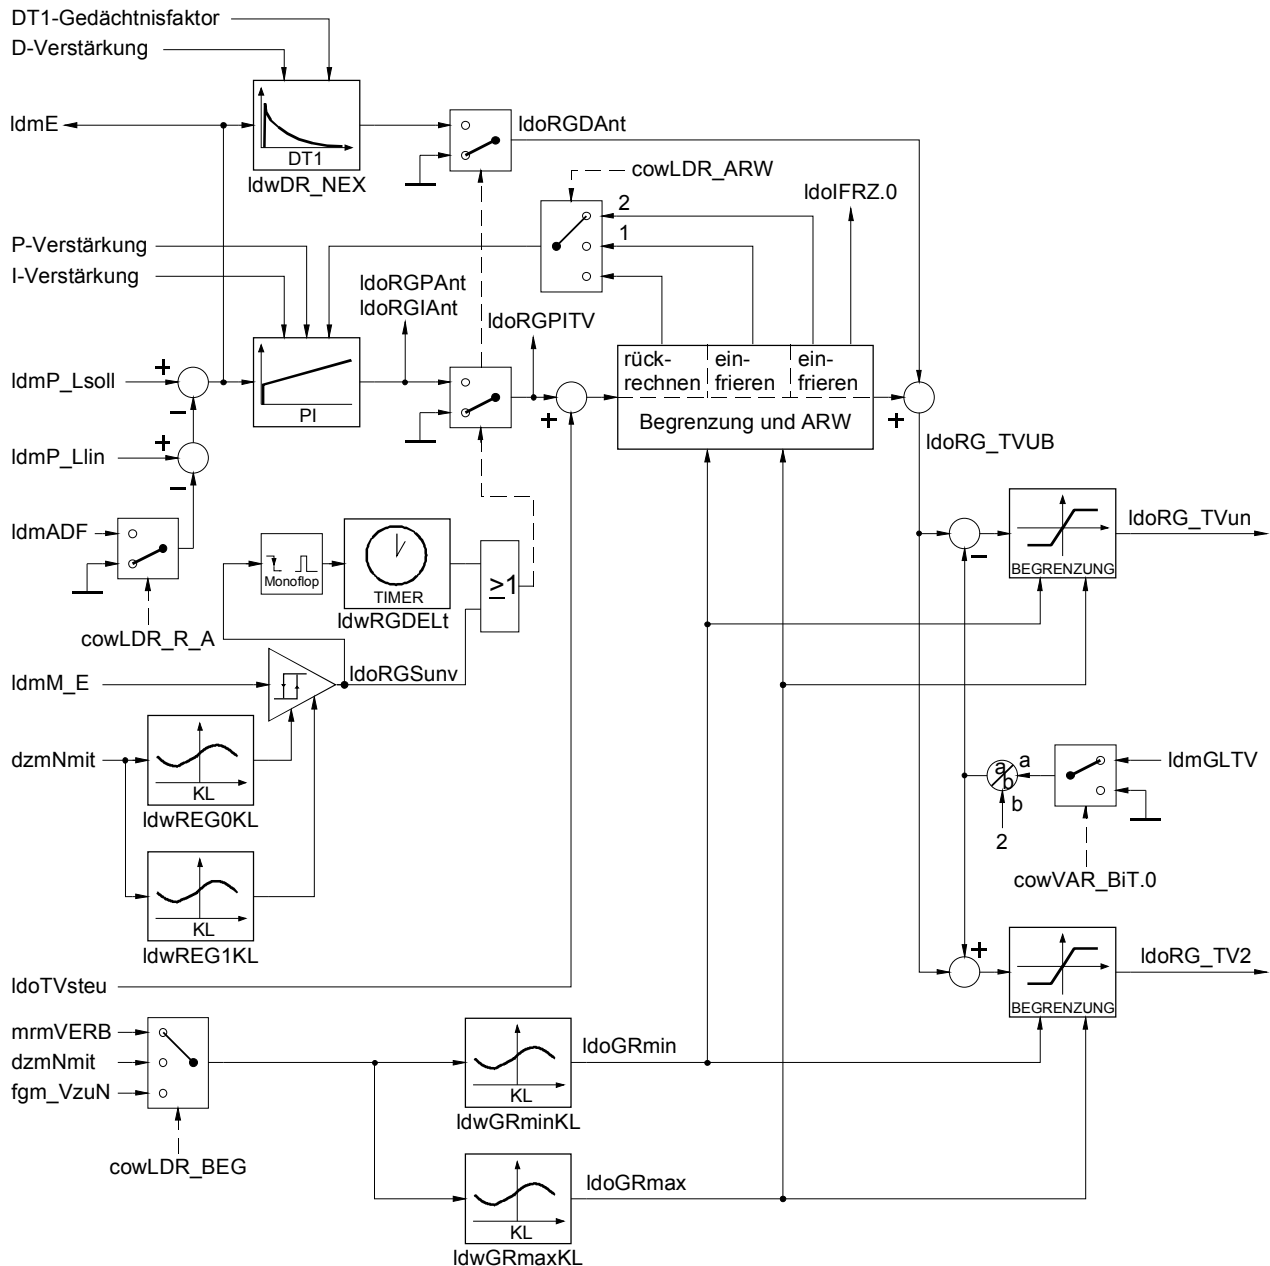 DT1-Gedächtnisfaktor
D-Verstärkung
ldmE
DT1
ldwDR_NEX
ldoRGDAnt
cowLDR_ARW
ldoIFRZ.0
2
1
P-Verstärkung
I-Verstärkung
ldoRGPAnt
ldoRGIAnt
ldoRGPITV
rück-
rechnen
ein-
frieren
ein-
frieren
Begrenzung und ARW
+
+
ldmP_Lsoll
+
−
PI
ldmP_Llin
+
−
ldoRG_TVUB
ldmADF
cowLDR_R_A
Monoflop
TIMER
ldwRGDELt
≥1
−
BEGRENZUNG
ldoRG_TVun
ldmM_E
ldoRGSunv
dzmNmit
KL
ldwREG0KL
KL
ldwREG1KL
a
b
a
b
2
ldmGLTV
cowVAR_BiT.0
+
BEGRENZUNG
ldoRG_TV2
ldoTVsteu
mrmVERB
dzmNmit
fgm_VzuN
cowLDR_BEG
KL
ldwGRminKL
ldoGRmin
KL
ldwGRmaxKL
ldoGRmax